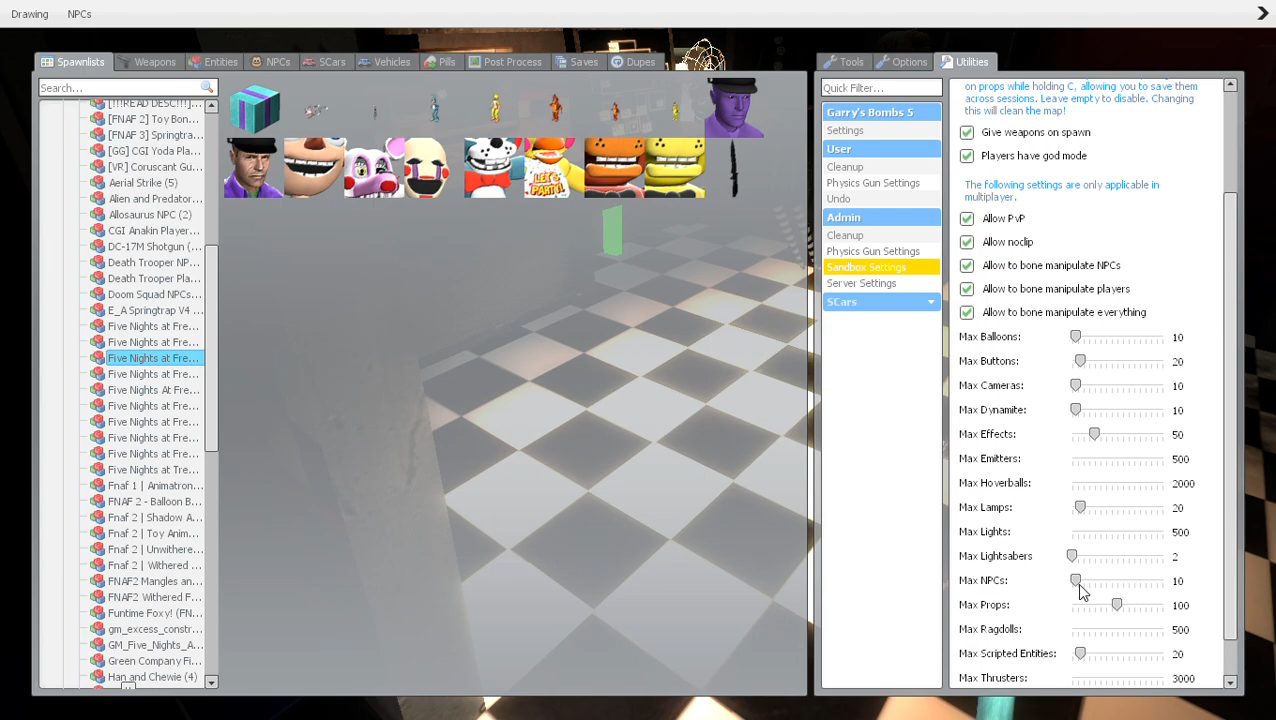 Drawing NPCs
Spawnlists Weapons Entities NPCs SCars Vehicles Pills Post Process Saves Dupes
Search...
[!!!READ DESC!!!]...
[FNAF 2] Toy Bon...
[FNAF 3] Springtra...
[GG] CGI Yoda Pla...
[VR] Coruscant Gu...
Aerial Strike (5)
Alien and Predator...
Allosaurus NPC (2)
CGI Anakin Player...
DC-17M Shotgun (...
Death Trooper NP...
Death Trooper Pla...
Doom Squad NPCs...
E_A Springtrap V4 ...
Five Nights at Fre...
Five Nights at Fre...
Five Nights at Fre...
Five Nights at Fre...
Five Nights At Fre...
Five Nights at Fre...
Five Nights at Fre...
Five Nights at Fre...
Five Nights at Fre...
Five Nights at Tre...
Fnaf 1 | Animatron...
FNAF 2 - Balloon B...
Fnaf 2 | Shadow A...
Fnaf 2 | Toy Anim...
Fnaf 2 | Unwithere...
Fnaf 2 | Withered ...
FNAF2 Mangles an...
FNAF2 Withered F...
Funtime Foxy! (FN...
gm_excess_constr...
GM_Five_Nights_A...
Green Company Fi...
Han and Chewie (4)
LET'S
Tools Options Utilities
Quick Filter...
Garry's Bombs 5
Settings
User
Cleanup
Physics Gun Settings
Undo
Admin
Cleanup
Physics Gun Settings
Sandbox Settings
Server Settings
SCars
on props while holding C, allowing you to save them
across sessions. Leave empty to disable. Changing
this will clean the map!
Give weapons on spawn
Players have god mode
The following settings are only applicable in
multiplayer.
Allow PvP
Allow noclip
Allow to bone manipulate NPCs
Allow to bone manipulate players
Allow to bone manipulate everything
Max Balloons: 10
Max Buttons: 20
Max Cameras: 10
Max Dynamite: 10
Max Effects: 50
Max Emitters: 500
Max Hoverballs: 2000
Max Lamps: 20
Max Lights: 500
Max Lightsabers 2
Max NPCs: 10
Max Props: 100
Max Ragdolls: 500
Max Scripted Entities: 20
Max Thrusters: 3000